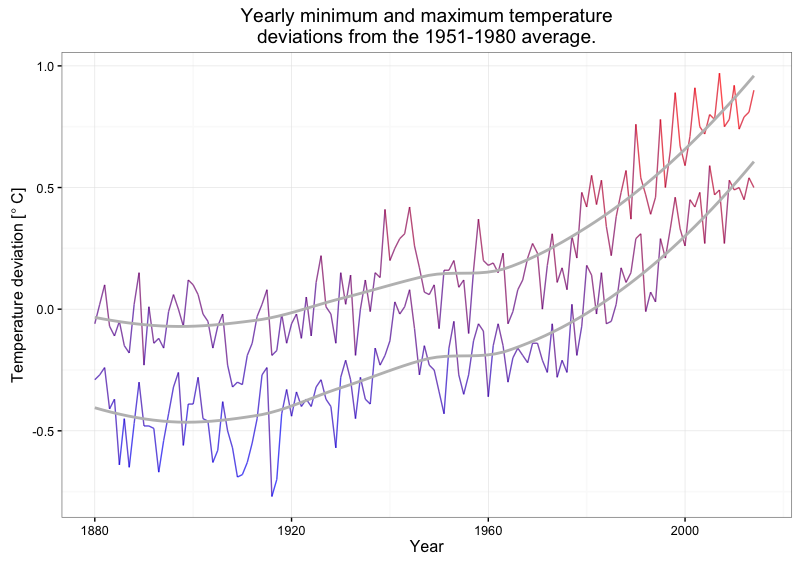 Yearly minimum and maximum temperature
deviations from the 1951-1980 average.
Temperature deviation [° C]
1.0
0.5
0.0
-0.5
1880 1920 1960 2000
Year